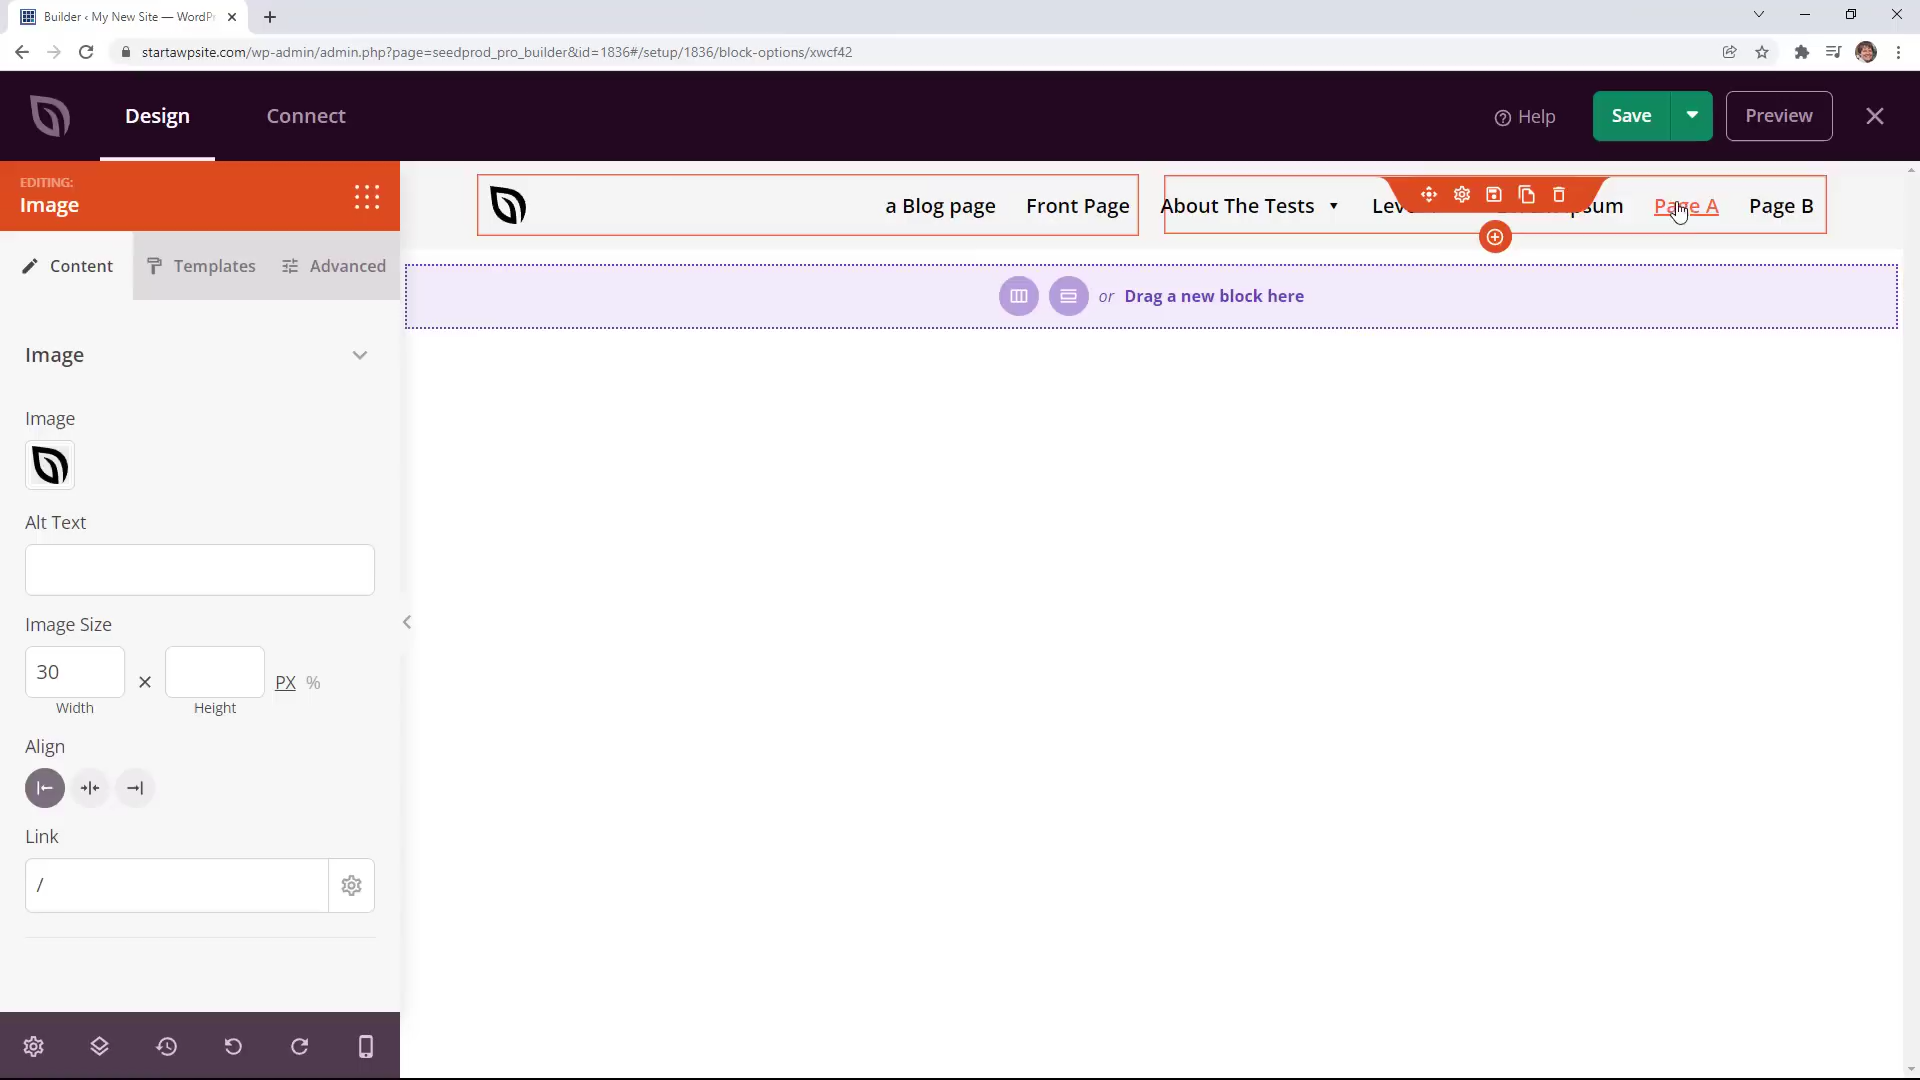 Builder ‹ My New Site — WordP
startawpsite.com/wp-admin/admin.php?page=seedprod_pro_builder&id=1836#/setup/1836/block-options/xwcf42
Design
Connect
Help
Save
Preview
EDITING:
Image
a Blog page
Front Page
About The Tests
Leve
psum
Page A
Page B
Content
Templates
Advanced
or Drag a new block here
Image
Image
Alt Text
Image Size
30
PX %
Width
Height
Align
Link
/